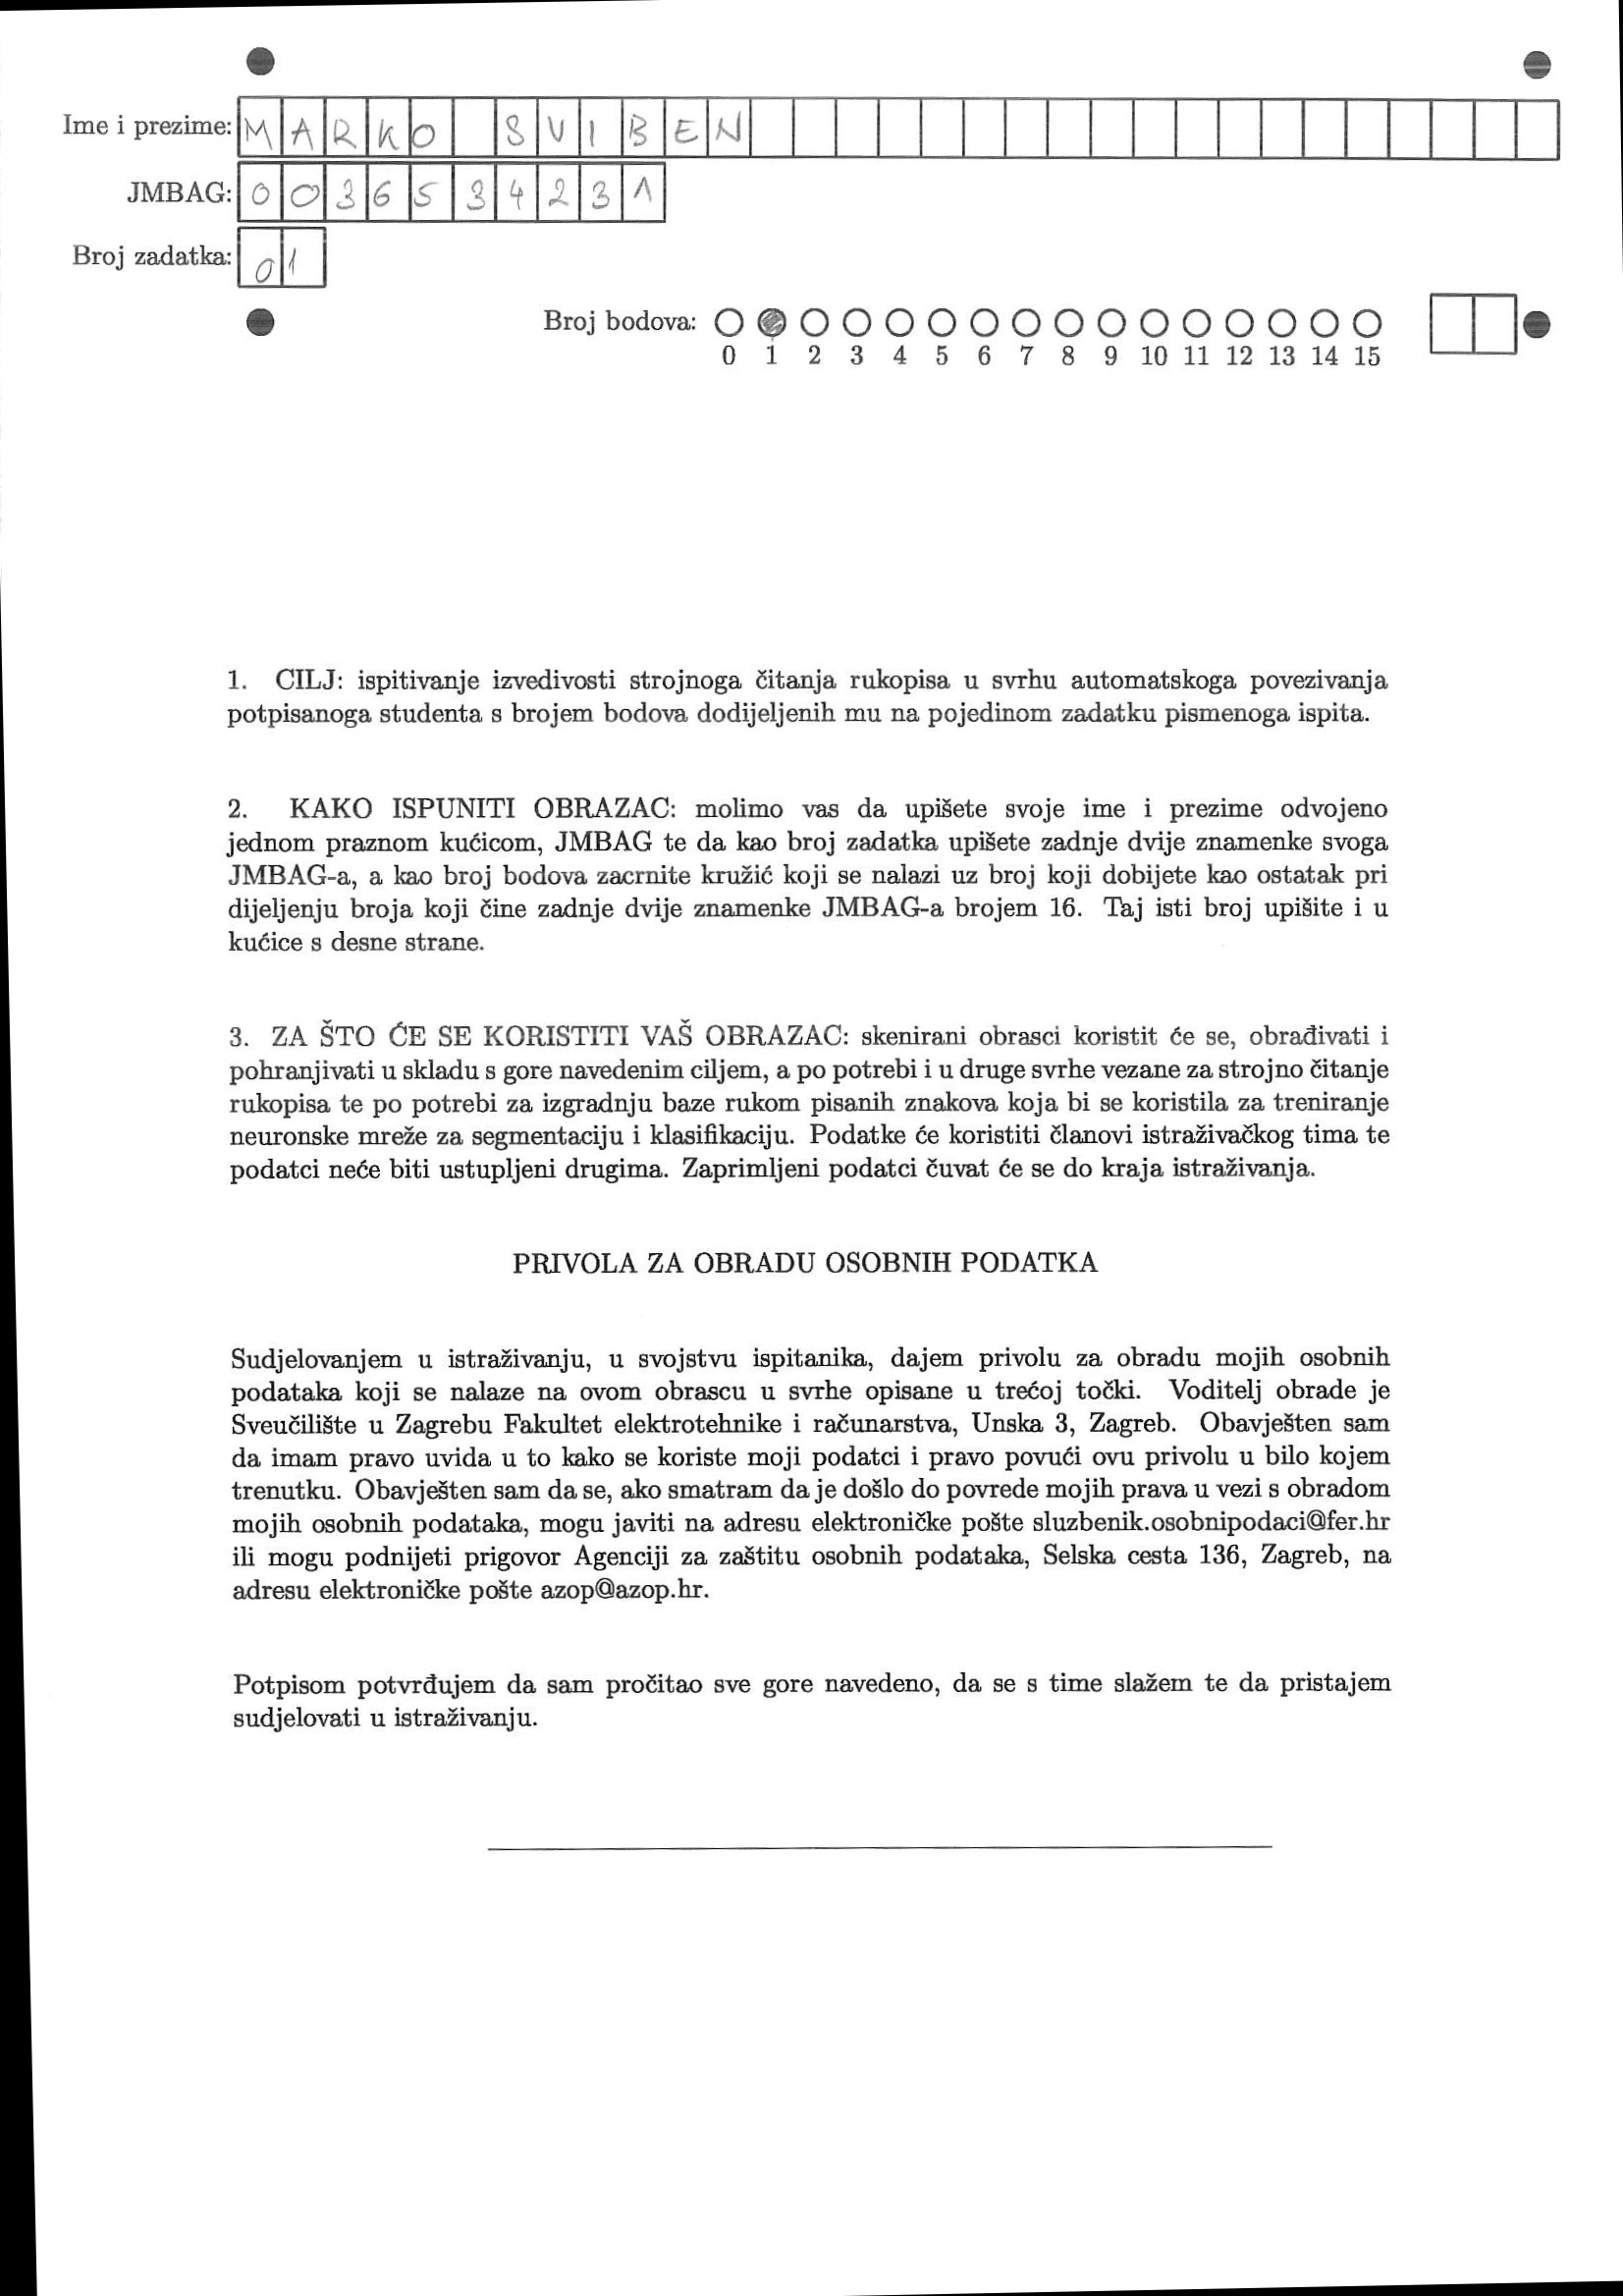 Ime i prezime: MARKO SVIBEN
JMBAG: 0036534231
Broj zadatka: 01
Broj bodova:
0 1 2 3 4 5 6 7 8 9 10 11 12 13 14 15
1. CILJ: ispitivanje izvedivosti strojnoga čitanja rukopisa u svrhu automatskoga povezivanja
potpisanoga studenta s brojem bodova dodijeljenih mu na pojedinom zadatku pismenoga ispita.
2. KAKO ISPUNITI OBRAZAC: molimo vas da upišete svoje ime i prezime odvojeno
jednom praznom kućicom, JMBAG te da kao broj zadatka upišete zadnje dvije znamenke svoga
JMBAG-a, a kao broj bodova zacrnite kružić koji se nalazi uz broj koji dobijete kao ostatak pri
dijeljenju broja koji čine zadnje dvije znamenke JMBAG-a brojem 16. Taj isti broj upišite i u
kućice s desne strane.
3. ZA ŠTO ĆE SE KORISTITI VAŠ OBRAZAC: skenirani obrasci koristit će se, obrađivati i
pohranjivati u skladu s gore navedenim ciljem, a po potrebi i u druge svrhe vezane za strojno čitanje
rukopisa te po potrebi za izgradnju baze rukom pisanih znakova koja bi se koristila za treniranje
neuronske mreže za segmentaciju i klasifikaciju. Podatke će koristiti članovi istraživačkog tima te
podatci neće biti ustupljeni drugima. Zaprimljeni podatci čuvat će se do kraja istraživanja.
PRIVOLA ZA OBRADU OSOBNIH PODATKA
Sudjelovanjem u istraživanju, u svojstvu ispitanika, dajem privolu za obradu mojih osobnih
podataka koji se nalaze na ovom obrascu u svrhe opisane u trećoj točki. Voditelj obrade je
Sveučilište u Zagrebu Fakultet elektrotehnike i računarstva, Unska 3, Zagreb. Obavješten sam
da imam pravo uvida u to kako se koriste moji podatci i pravo povući ovu privolu u bilo kojem
trenutku. Obavješten sam da se, ako smatram da je došlo do povrede mojih prava u vezi s obradom
mojih osobnih podataka, mogu javiti na adresu elektroničke pošte sluzbenik.osobnipodaci@fer.hr
ili mogu podnijeti prigovor Agenciji za zaštitu osobnih podataka, Selska cesta 136, Zagreb, na
adresu elektroničke pošte azop@azop.hr.
Potpisom potvrđujem da sam pročitao sve gore navedeno, da se s time slažem te da pristajem
sudjelovati u istraživanju.